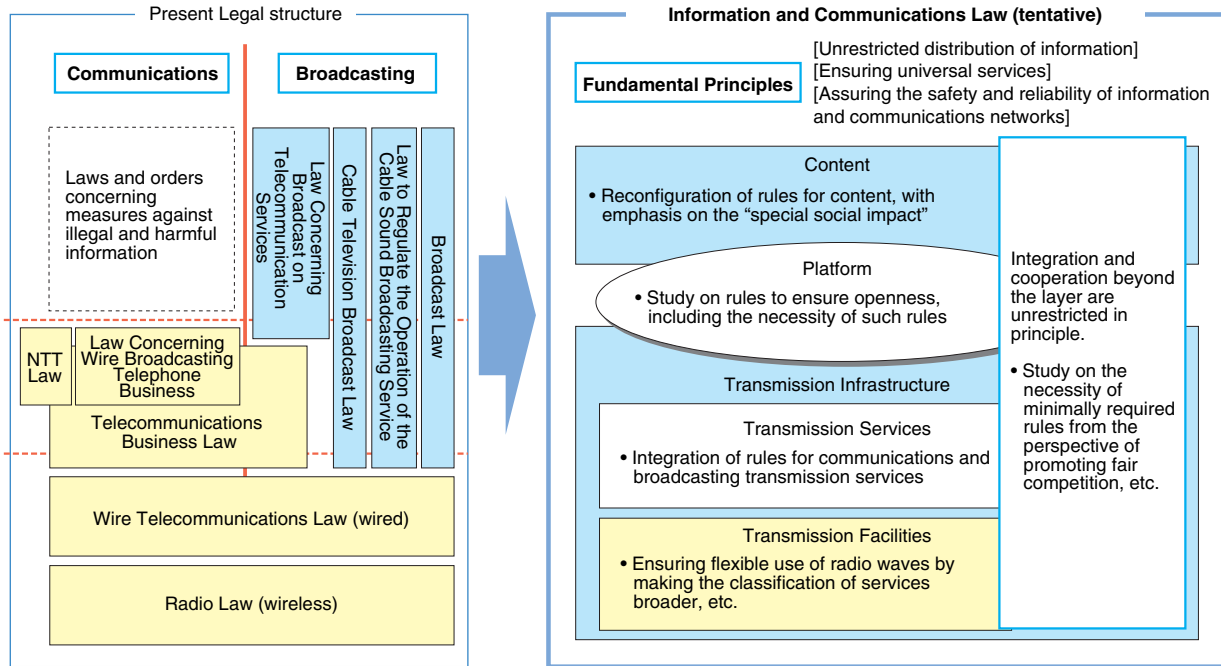 Present Legal structure
Communications
Broadcasting
Laws and orders
concerning
measures against
illegal and harmful
information
Law Concerning
Broadcast on
Telecommunication
Services
Cable Television Broadcast Law
Law to Regulate the Operation of the
Cable Sound Broadcasting Service
Broadcast Law
NTT
Law
Law Concerning
Wire Broadcasting
Telephone
Business
Telecommunications
Business Law
Wire Telecommunications Law (wired)
Radio Law (wireless)
Information and Communications Law (tentative)
Fundamental Principles
[Unrestricted distribution of information]
[Ensuring universal services]
[Assuring the safety and reliability of information
and communications networks]
Content
• Reconfiguration of rules for content, with
emphasis on the “special social impact”
Platform
• Study on rules to ensure openness,
including the necessity of such rules
Transmission Infrastructure
Transmission Services
• Integration of rules for communications and
broadcasting transmission services
Transmission Facilities
• Ensuring flexible use of radio waves by
making the classification of services
broader, etc.
Integration and
cooperation beyond
the layer are
unrestricted in
principle.
• Study on the
necessity of
minimally required
rules from the
perspective of
promoting fair
competition, etc.